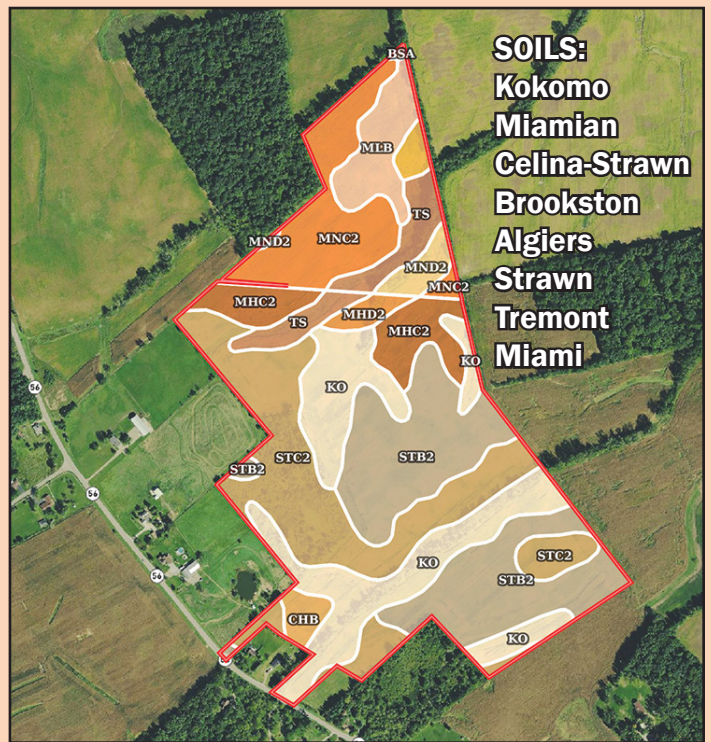 BSA
SOILS:
Kokomo
Miamian
Celina-Strawn
Brookston
Algiers
Strawn
Tremont
Miami
MLB
TS
MND2
MNC2
MND2
MNC2
MHC2
MHD2
TS
MHC2
KO
KO
56
STB2
STC2
STB2
56
KO
STC2
STB2
56
CHB
KO